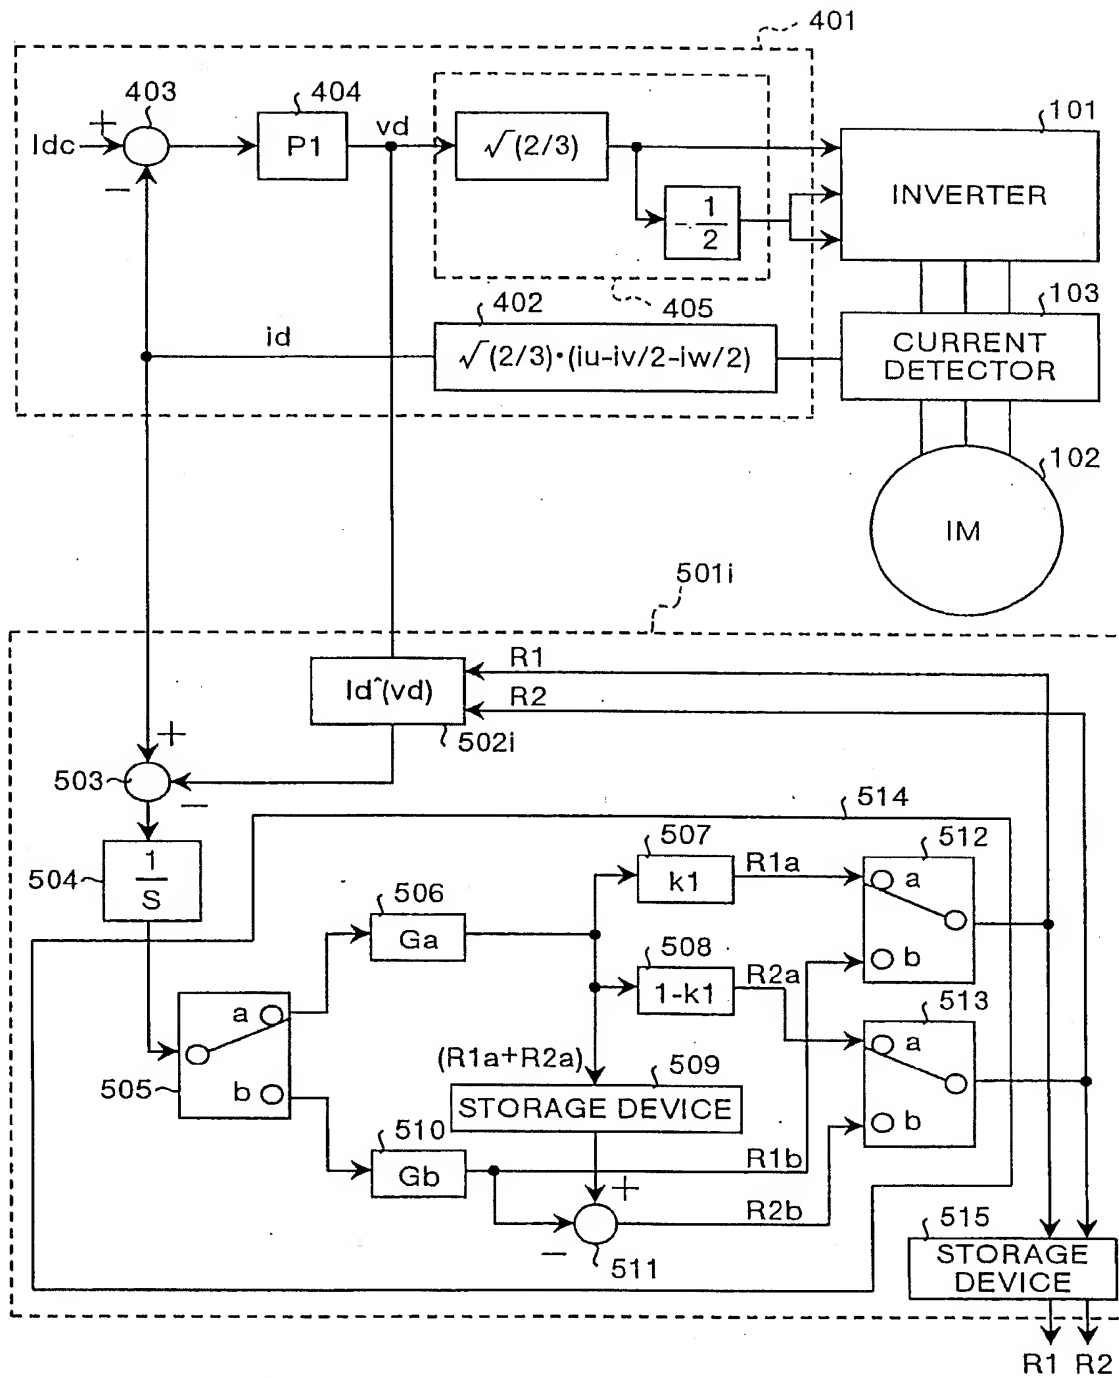 401
403
404
Idc
+
−
P1
vd
√(2/3)
-1/2
405
101
INVERTER
103
CURRENT
DETECTOR
402
id
√(2/3)·(iu-iv/2-iw/2)
102
IM
501i
Id^(vd)
R1
R2
502i
+
503
−
504
1/S
514
505
a
b
506
Ga
507
k1
R1a
508
1-k1
R2a
(R1a+R2a)
509
STORAGE DEVICE
510
Gb
R1b
+
−
511
R2b
512
a
b
513
a
b
515
STORAGE
DEVICE
R1 R2